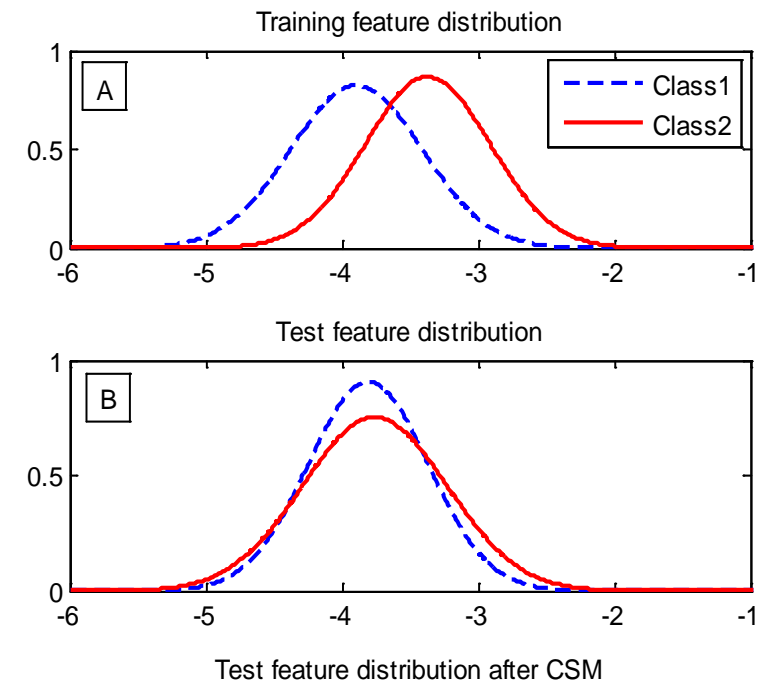 Training feature distribution
1
A
Class1
Class2
0.5
0
-6 -5 -4 -3 -2 -1
Test feature distribution
1
B
0.5
0
-6 -5 -4 -3 -2 -1
Test feature distribution after CSM